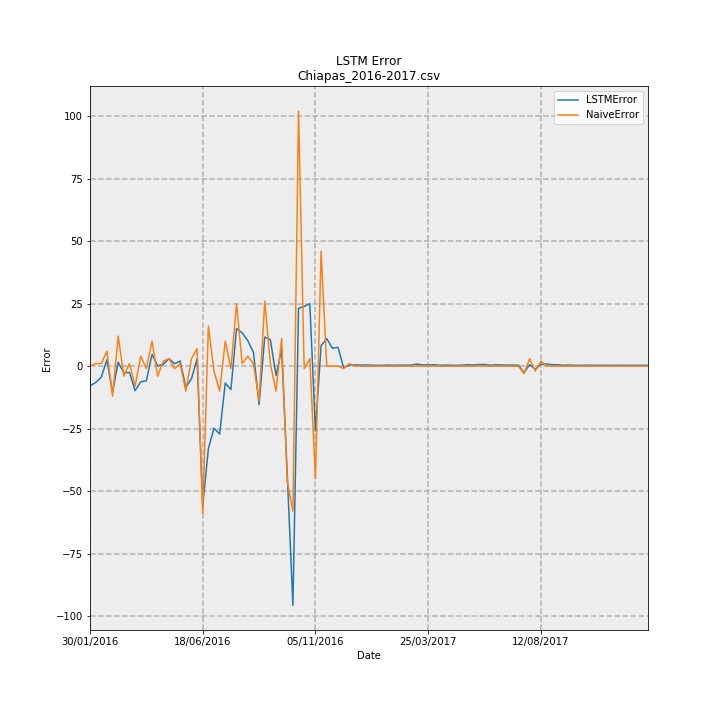 LSTM Error
Chiapas_2016-2017.csv
LSTMError
NaiveError
100
75
50
25
0
−25
−50
−75
−100
Error
30/01/2016
18/06/2016
05/11/2016
25/03/2017
12/08/2017
Date